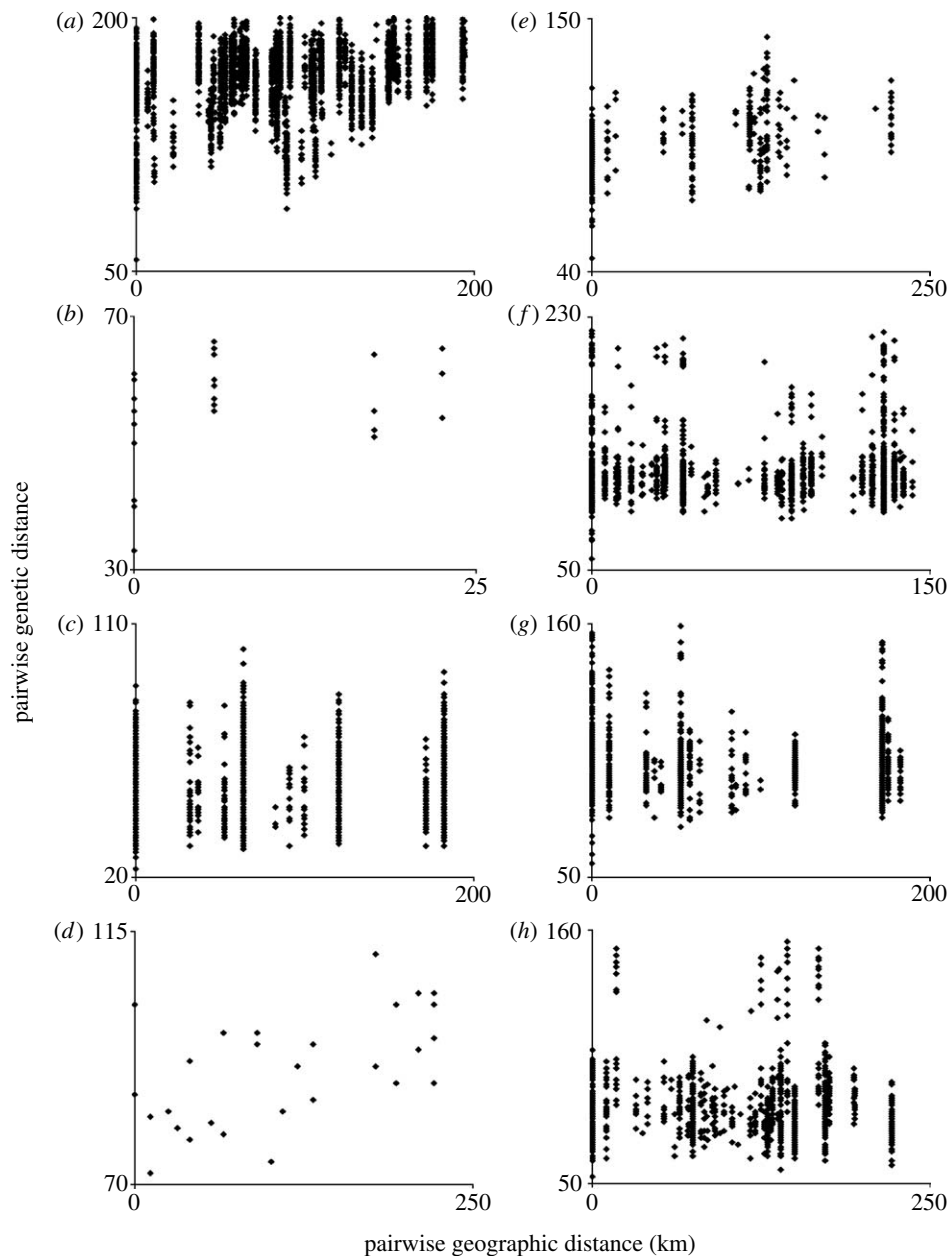 (a) 200
50
0
200
(b) 70
30
0
25
(c) 110
20
0
200
(d) 115
70
0
250
(e) 150
40
0
250
(f) 230
50
0
150
(g) 160
50
0
200
(h) 160
50
0
250
pairwise genetic distance
pairwise geographic distance (km)